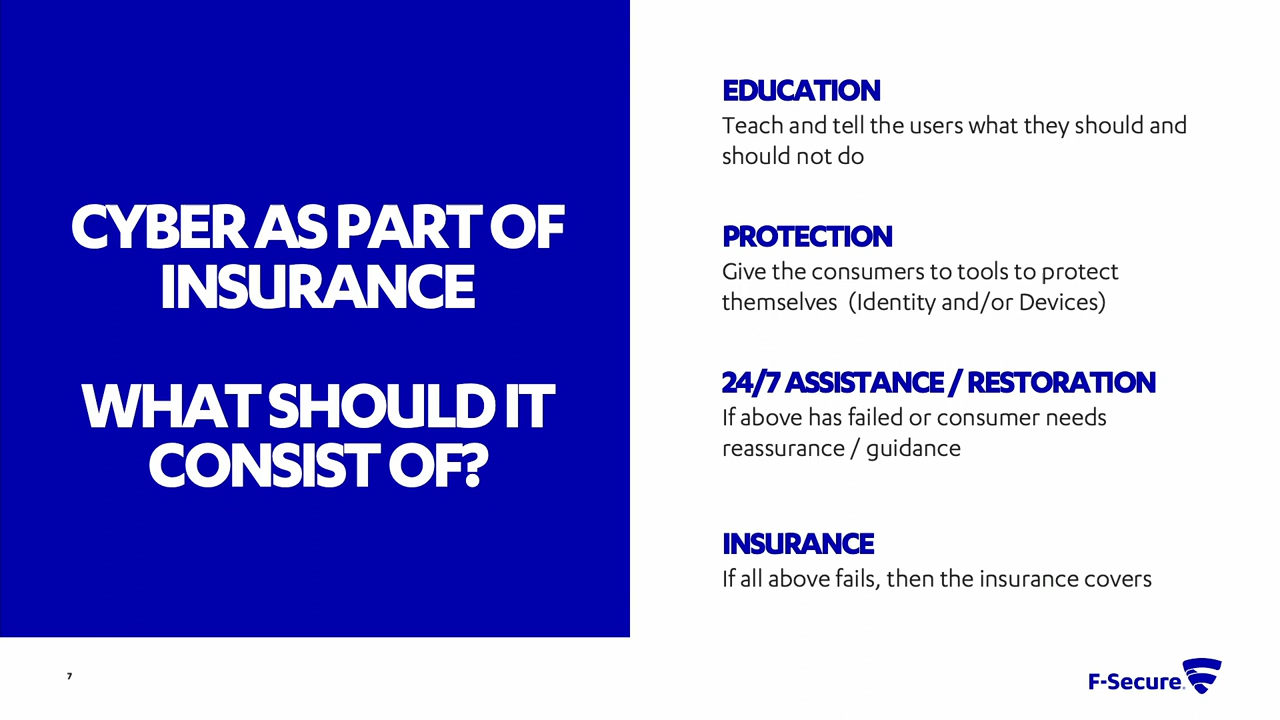 CYBER AS PART OF
INSURANCE
WHAT SHOULD IT
CONSIST OF?
EDUCATION
Teach and tell the users what they should and
should not do
PROTECTION
Give the consumers to tools to protect
themselves (Identity and/or Devices)
24/7 ASSISTANCE / RESTORATION
If above has failed or consumer needs
reassurance / guidance
INSURANCE
If all above fails, then the insurance covers
7
F-Secure